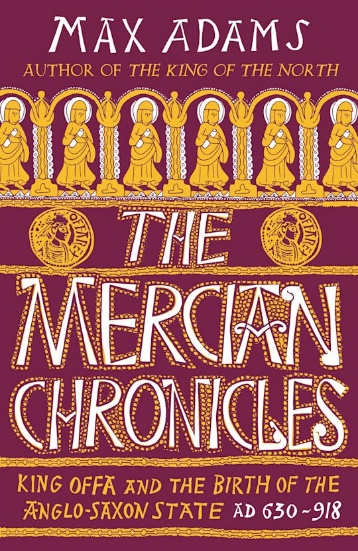 MAX ADAMS
AUTHOR OF THE KING OF THE NORTH
THE
MERCIAN
CHRONICLES
KING OFFA AND THE BIRTH OF THE
ANGLO-SAXON STATE AD 630~918